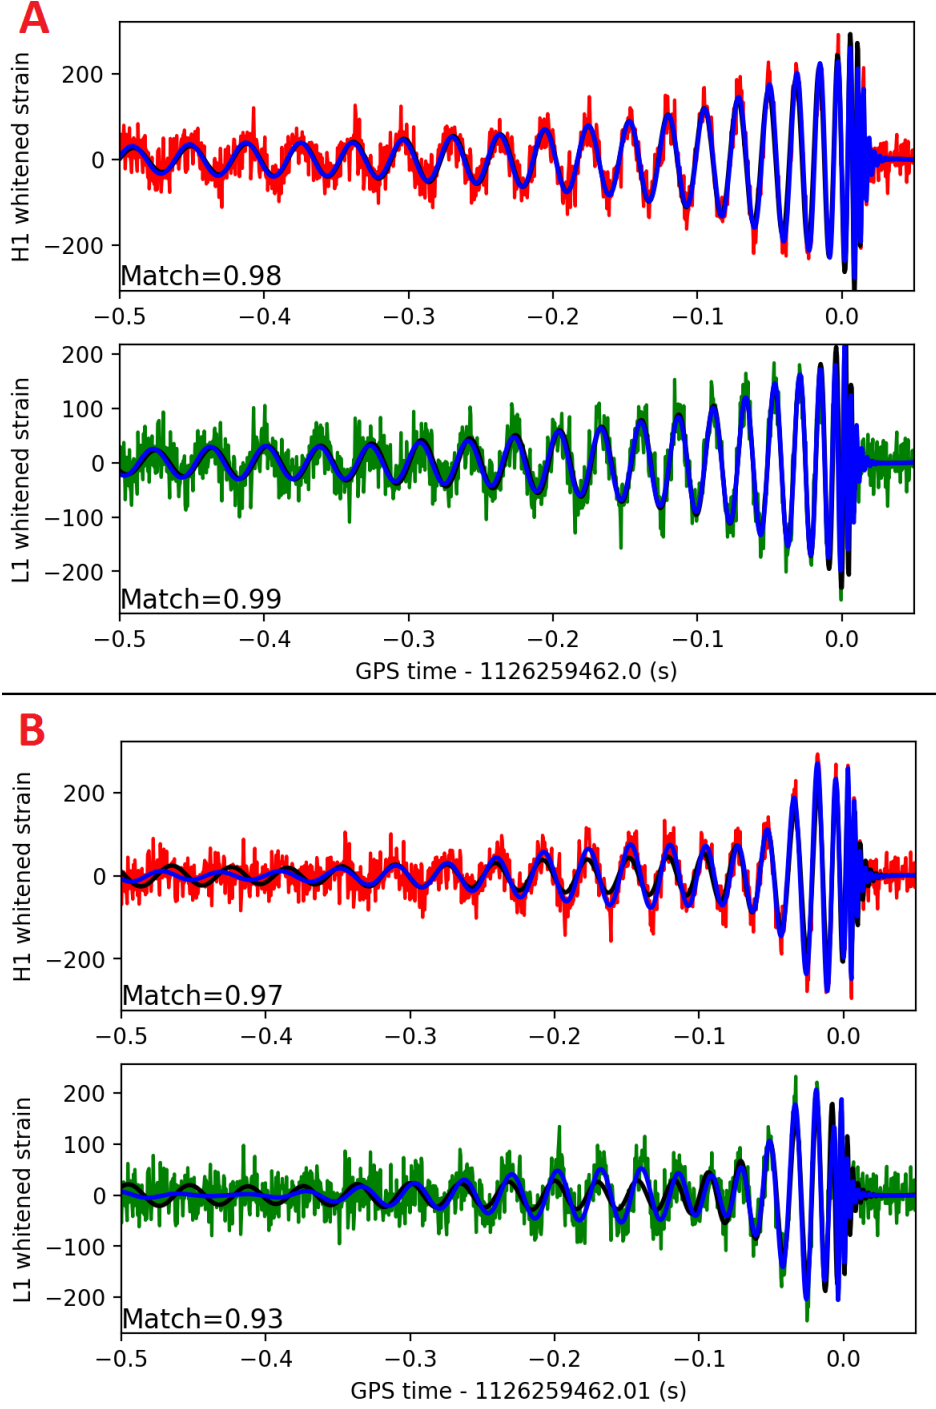 A
H1 whitened strain
200
0
−200
Match=0.98
−0.5 −0.4 −0.3 −0.2 −0.1 0.0
L1 whitened strain
200
100
0
−100
−200
Match=0.99
−0.5 −0.4 −0.3 −0.2 −0.1 0.0
GPS time - 1126259462.0 (s)
B
H1 whitened strain
200
0
−200
Match=0.97
−0.5 −0.4 −0.3 −0.2 −0.1 0.0
L1 whitened strain
200
100
0
−100
−200
Match=0.93
−0.5 −0.4 −0.3 −0.2 −0.1 0.0
GPS time - 1126259462.01 (s)